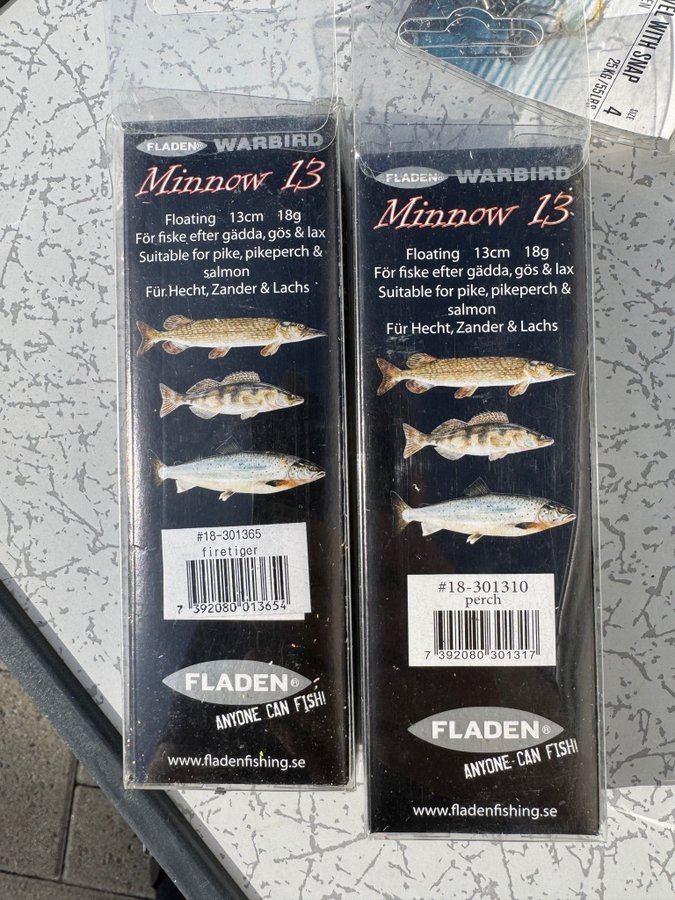 FLADEN® WARBIRD
Minnow 13
Floating 13cm 18g
För fiske efter gädda, gös & lax
Suitable for pike, pikeperch &
salmon
Für Hecht, Zander & Lachs
#18-301365
firetiger
7 392080 013654
FLADEN®
ANYONE CAN FISH!
www.fladenfishing.se
FLADEN® WARBIRD
Minnow 13
Floating 13cm 18g
För fiske efter gädda, gös & lax
Suitable for pike, pikeperch &
salmon
Für Hecht, Zander & Lachs
#18-301310
perch
7 392080 301317
FLADEN®
ANYONE CAN FISH!
www.fladenfishing.se
WITH SNAP
25KG/55LBS
SIZE
4